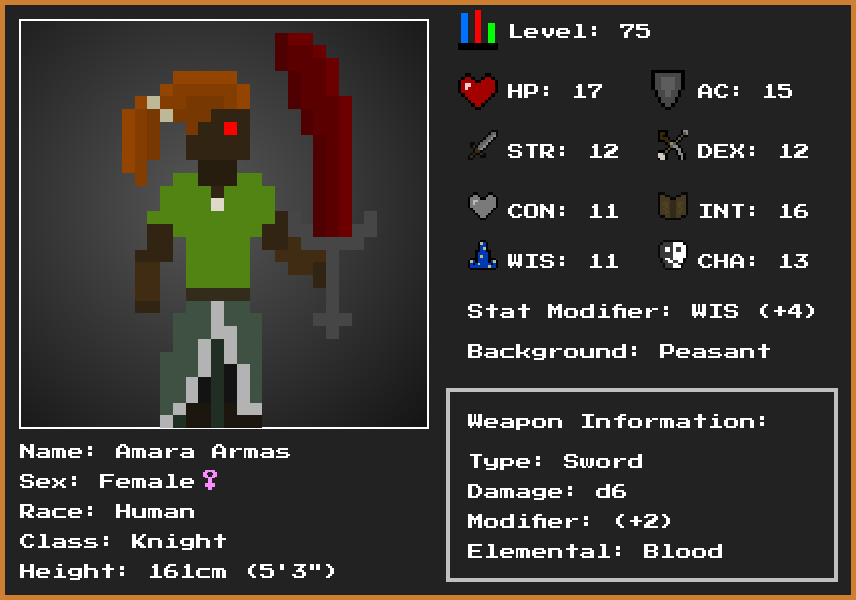 Level: 75
HP: 17
AC: 15
STR: 12
DEX: 12
CON: 11
INT: 16
WIS: 11
CHA: 13
Stat Modifier: WIS (+4)
Background: Peasant
Weapon Information:
Type: Sword
Damage: d6
Modifier: (+2)
Elemental: Blood
Name: Amara Armas
Sex: Female♀
Race: Human
Class: Knight
Height: 161cm (5'3")